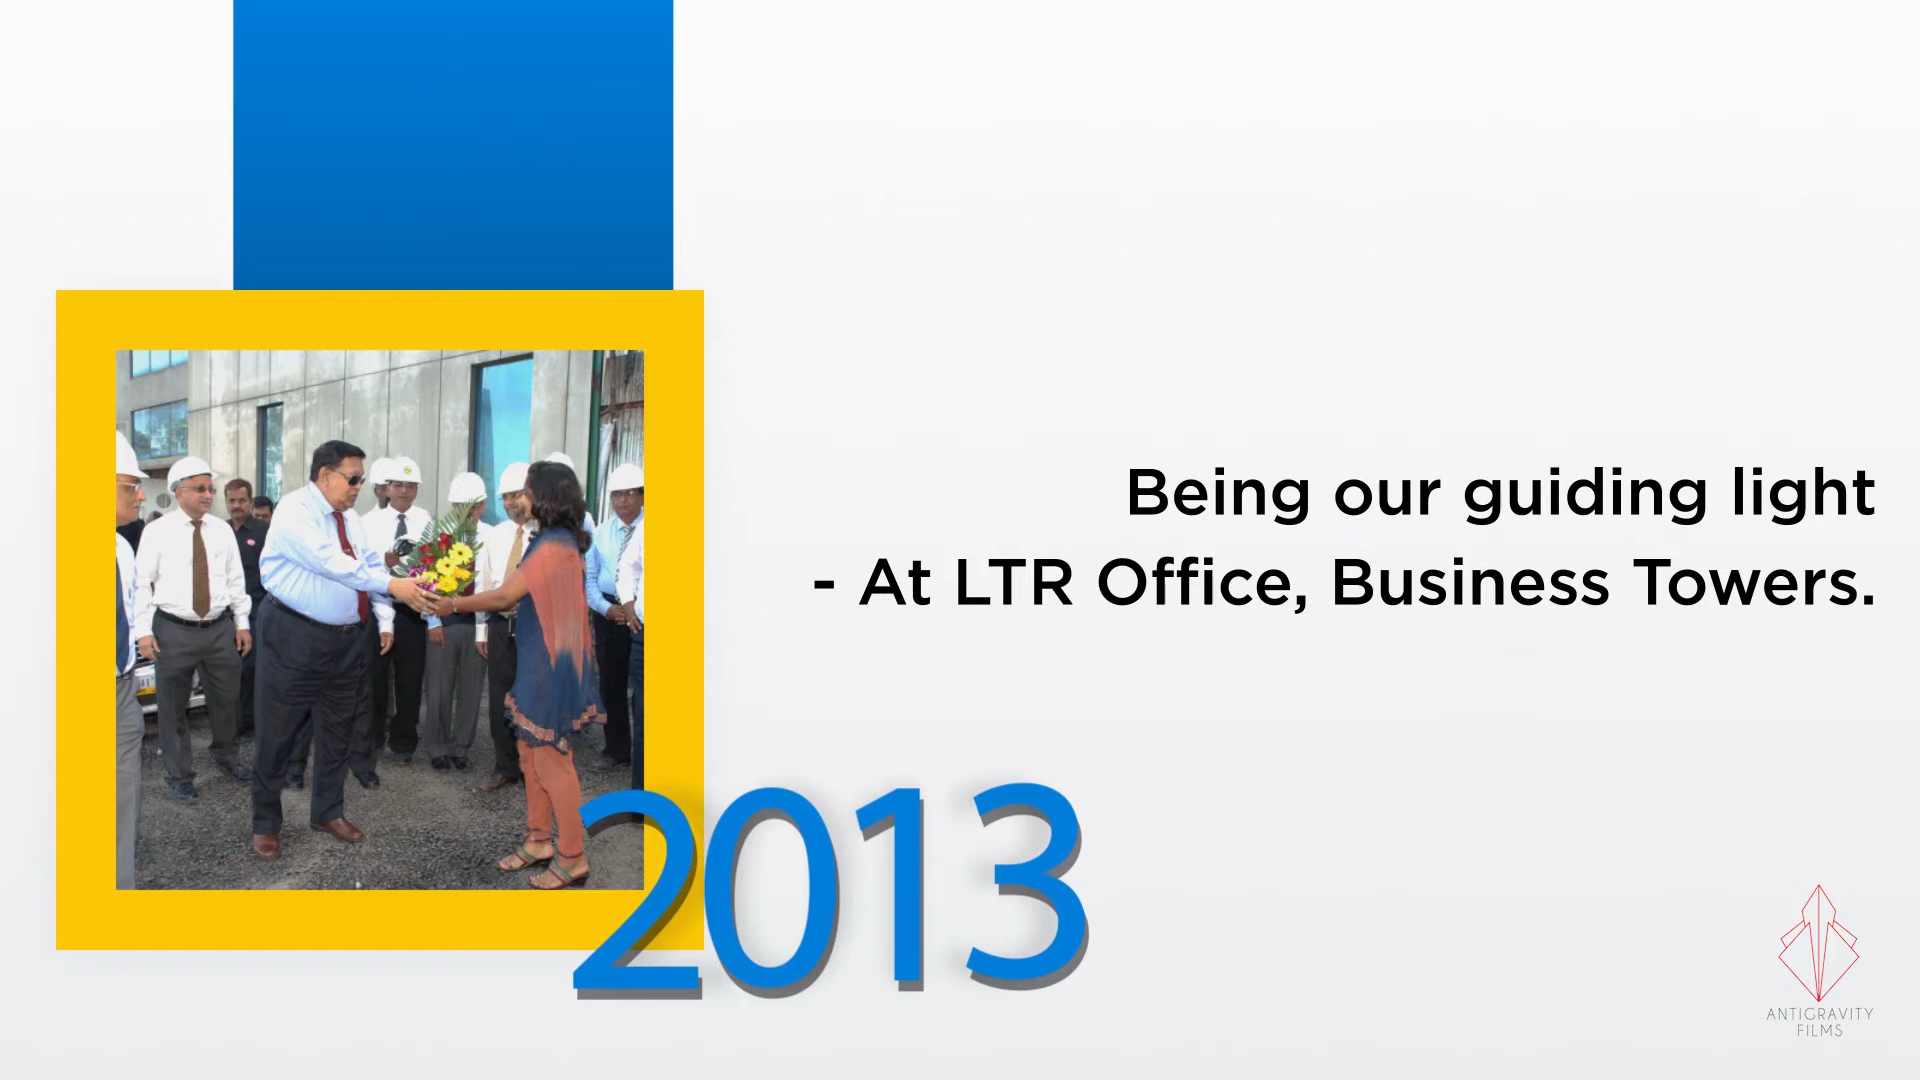 Being our guiding light
- At LTR Office, Business Towers.
2013
ANTIGRAVITY
FILMS